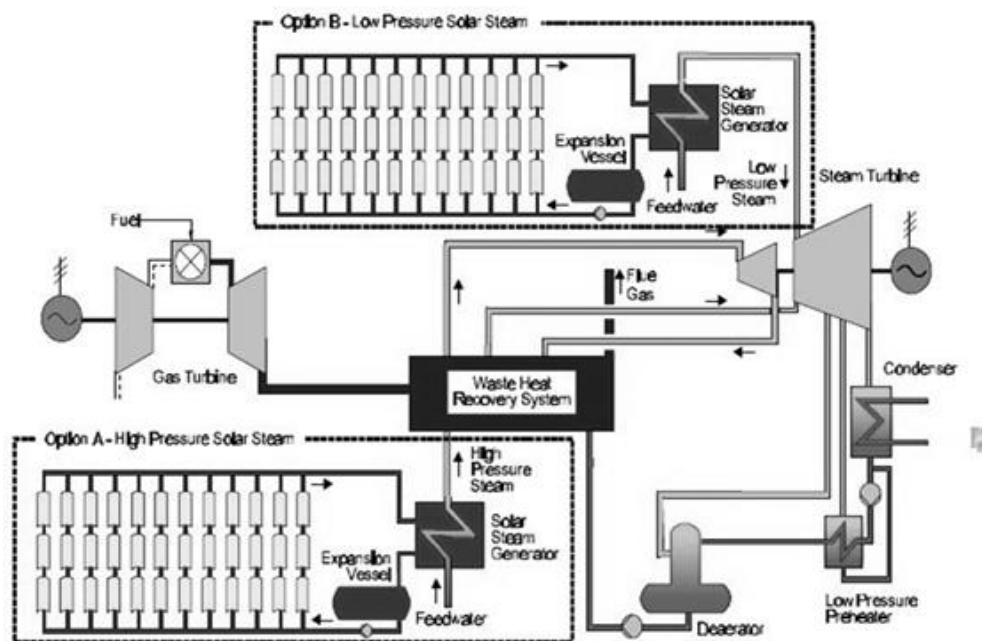 Option B - Low Pressure Solar Steam
Solar
Steam
Generator
Expansion
Vessel
Low
Pressure
Steam
Feedwater
Steam Turbine
Fuel
Flue
Gas
Gas Turbine
Waste Heat
Recovery System
Condenser
Option A - High Pressure Solar Steam
High
Pressure
Steam
Solar
Steam
Generator
Expansion
Vessel
Feedwater
Deaerator
Low Pressure
Preheater